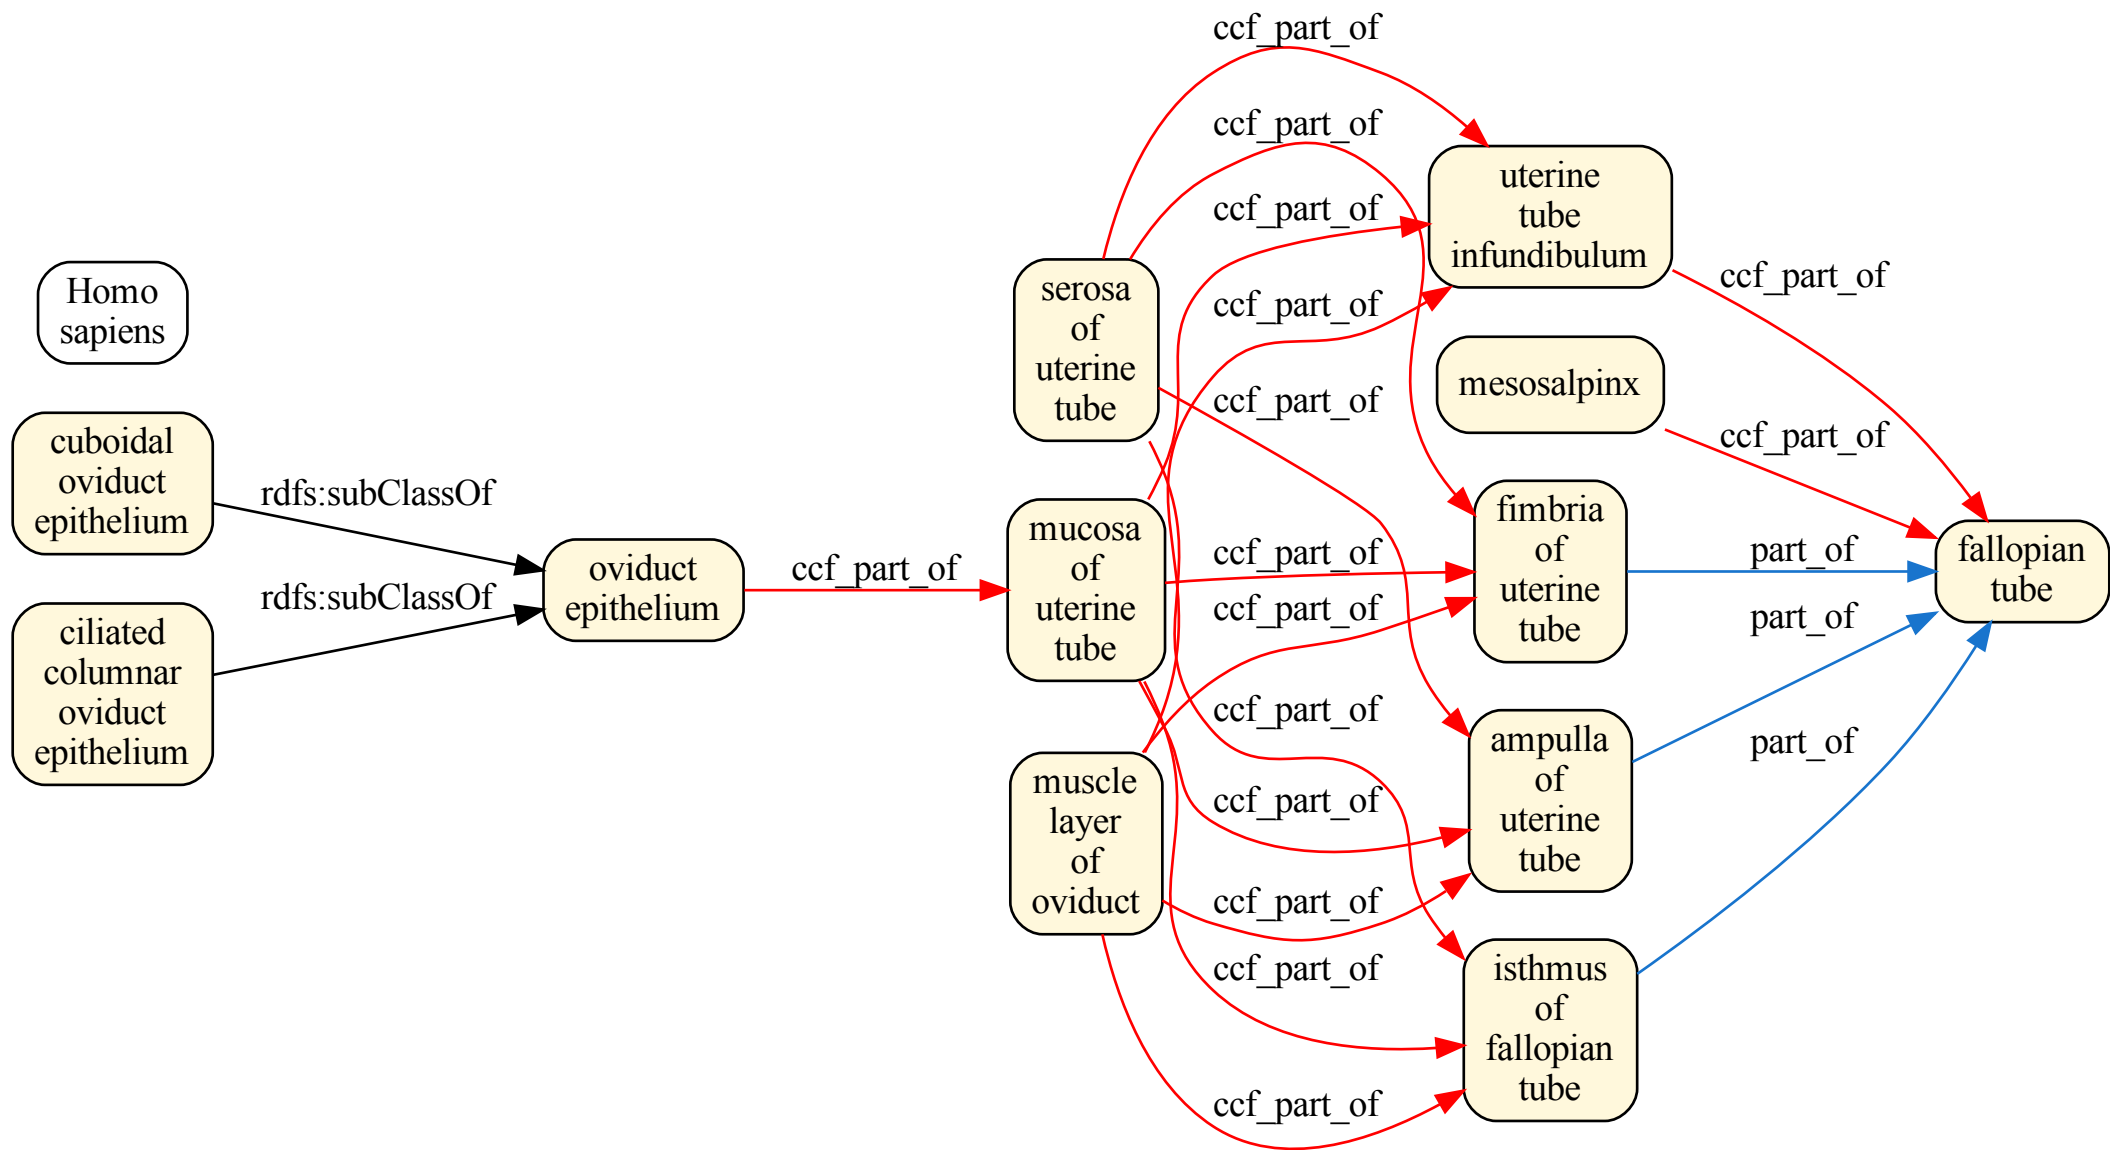 Homo
sapiens
cuboidal
oviduct
epithelium
ciliated
columnar
oviduct
epithelium
rdfs:subClassOf
rdfs:subClassOf
oviduct
epithelium
ccf_part_of
serosa
of
uterine
tube
mucosa
of
uterine
tube
muscle
layer
of
oviduct
ccf_part_of
ccf_part_of
ccf_part_of
ccf_part_of
ccf_part_of
ccf_part_of
ccf_part_of
ccf_part_of
ccf_part_of
ccf_part_of
ccf_part_of
ccf_part_of
uterine
tube
infundibulum
mesosalpinx
fimbria
of
uterine
tube
ampulla
of
uterine
tube
isthmus
of
fallopian
tube
ccf_part_of
ccf_part_of
part_of
part_of
part_of
fallopian
tube